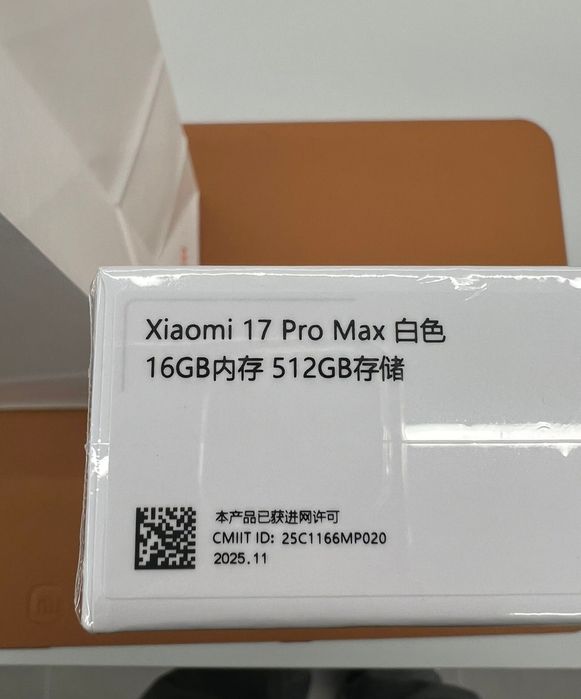 Xiaomi 17 Pro Max 白色
16GB内存 512GB存储
本产品已获进网许可
CMIIT ID: 25C1166MP020
2025.11